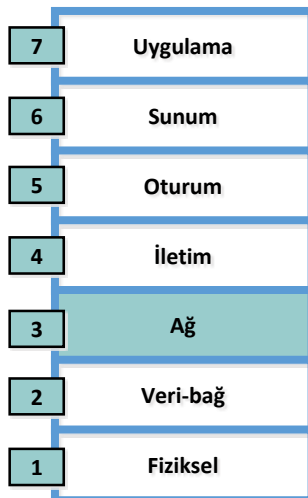 7 Uygulama
6 Sunum
5 Oturum
4 İletim
3 Ağ
2 Veri-bağ
1 Fiziksel